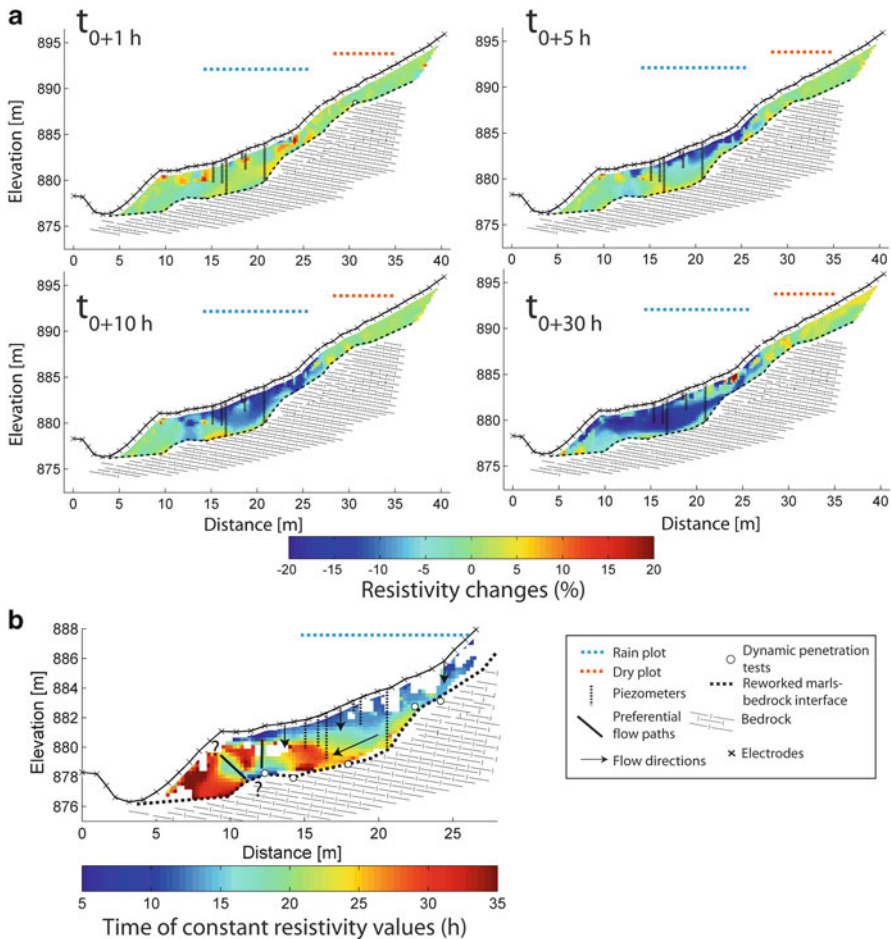 a
t0+1 h
t0+5 h
895
890
885
880
875
Elevation [m]
0 5 10 15 20 25 30 35 40
895
890
885
880
875
Elevation [m]
0 5 10 15 20 25 30 35 40
t0+10 h
t0+30 h
895
890
885
880
875
Elevation [m]
0 5 10 15 20 25 30 35 40
Distance [m]
895
890
885
880
875
Elevation [m]
0 5 10 15 20 25 30 35 40
Distance [m]
-20 -15 -10 -5 0 5 10 15 20
Resistivity changes (%)
b
888
886
884
882
880
878
876
Elevation [m]
?
?
0 5 10 15 20 25
Distance [m]
5 10 15 20 25 30 35
Time of constant resistivity values (h)
Rain plot
Dry plot
Piezometers
Preferential
flow paths
Flow directions
Dynamic penetration
tests
Reworked marls-
bedrock interface
Bedrock
Electrodes